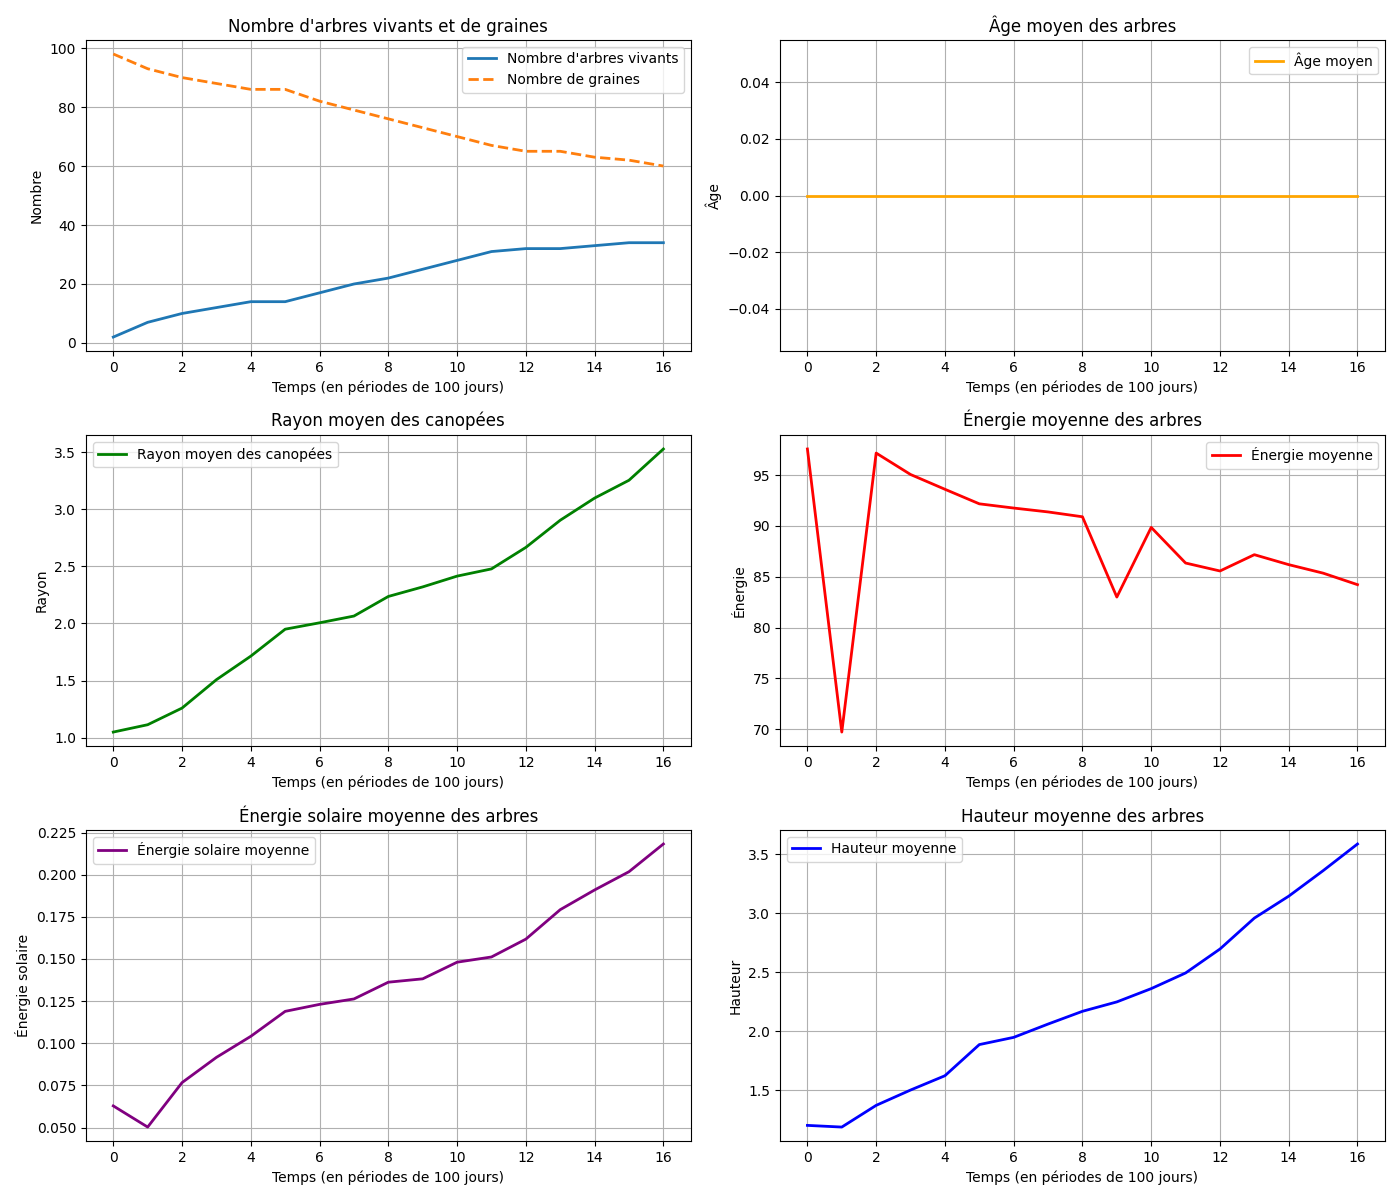 Nombre d'arbres vivants et de graines
Nombre d'arbres vivants
Nombre de graines
100
80
60
40
20
0
Nombre
0 2 4 6 8 10 12 14 16
Temps (en périodes de 100 jours)
Âge moyen des arbres
Âge moyen
0.04
0.02
0.00
−0.02
−0.04
Âge
0 2 4 6 8 10 12 14 16
Temps (en périodes de 100 jours)
Rayon moyen des canopées
Rayon moyen des canopées
3.5
3.0
2.5
2.0
1.5
1.0
Rayon
0 2 4 6 8 10 12 14 16
Temps (en périodes de 100 jours)
Énergie moyenne des arbres
Énergie moyenne
95
90
85
80
75
70
Énergie
0 2 4 6 8 10 12 14 16
Temps (en périodes de 100 jours)
Énergie solaire moyenne des arbres
Énergie solaire moyenne
0.225
0.200
0.175
0.150
0.125
0.100
0.075
0.050
Énergie solaire
0 2 4 6 8 10 12 14 16
Temps (en périodes de 100 jours)
Hauteur moyenne des arbres
Hauteur moyenne
3.5
3.0
2.5
2.0
1.5
Hauteur
0 2 4 6 8 10 12 14 16
Temps (en périodes de 100 jours)